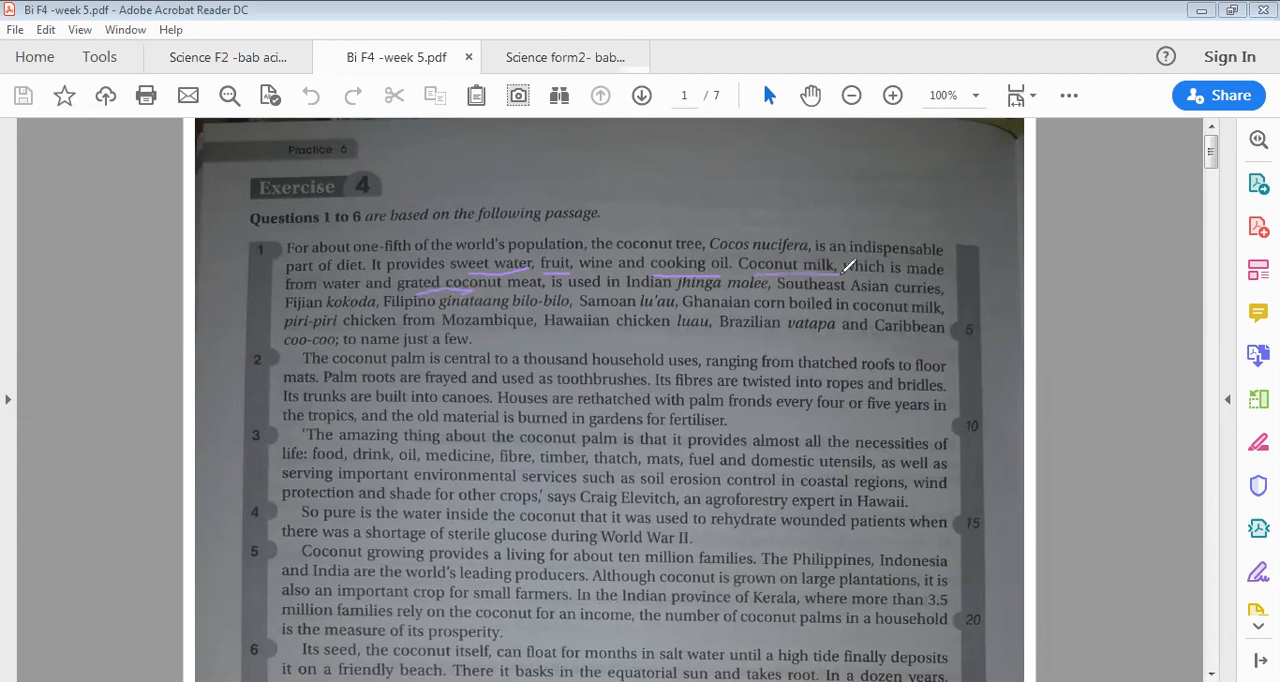 Bi F4 -week 5.pdf - Adobe Acrobat Reader DC
File Edit View Window Help
Home Tools Science F2 -bab aci... Bi F4 -week 5.pdf × Science form2- bab... Sign In
1 / 7 100% Share
Practice 6
Exercise 4
Questions 1 to 6 are based on the following passage.
1 For about one-fifth of the world's population, the coconut tree, Cocos nucifera, is an indispensable
part of diet. It provides sweet water, fruit, wine and cooking oil. Coconut milk, which is made
from water and grated coconut meat, is used in Indian jhinga molee, Southeast Asian curries,
Fijian kokoda, Filipino ginataang bilo-bilo, Samoan lu'au, Ghanaian corn boiled in coconut milk,
piri-piri chicken from Mozambique, Hawaiian chicken luau, Brazilian vatapa and Caribbean 5
coo-coo; to name just a few.
2 The coconut palm is central to a thousand household uses, ranging from thatched roofs to floor
mats. Palm roots are frayed and used as toothbrushes. Its fibres are twisted into ropes and bridles.
Its trunks are built into canoes. Houses are rethatched with palm fronds every four or five years in
the tropics, and the old material is burned in gardens for fertiliser. 10
3 'The amazing thing about the coconut palm is that it provides almost all the necessities of
life: food, drink, oil, medicine, fibre, timber, thatch, mats, fuel and domestic utensils, as well as
serving important environmental services such as soil erosion control in coastal regions, wind
protection and shade for other crops,' says Craig Elevitch, an agroforestry expert in Hawaii.
4 So pure is the water inside the coconut that it was used to rehydrate wounded patients when 15
there was a shortage of sterile glucose during World War II.
5 Coconut growing provides a living for about ten million families. The Philippines, Indonesia
and India are the world's leading producers. Although coconut is grown on large plantations, it is
also an important crop for small farmers. In the Indian province of Kerala, where more than 3.5
million families rely on the coconut for an income, the number of coconut palms in a household 20
is the measure of its prosperity.
6 Its seed, the coconut itself, can float for months in salt water until a high tide finally deposits
it on a friendly beach. There it basks in the equatorial sun and takes root. In a dozen years,